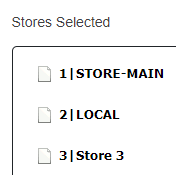 Stores Selected
1|STORE-MAIN
2|LOCAL
3|Store 3